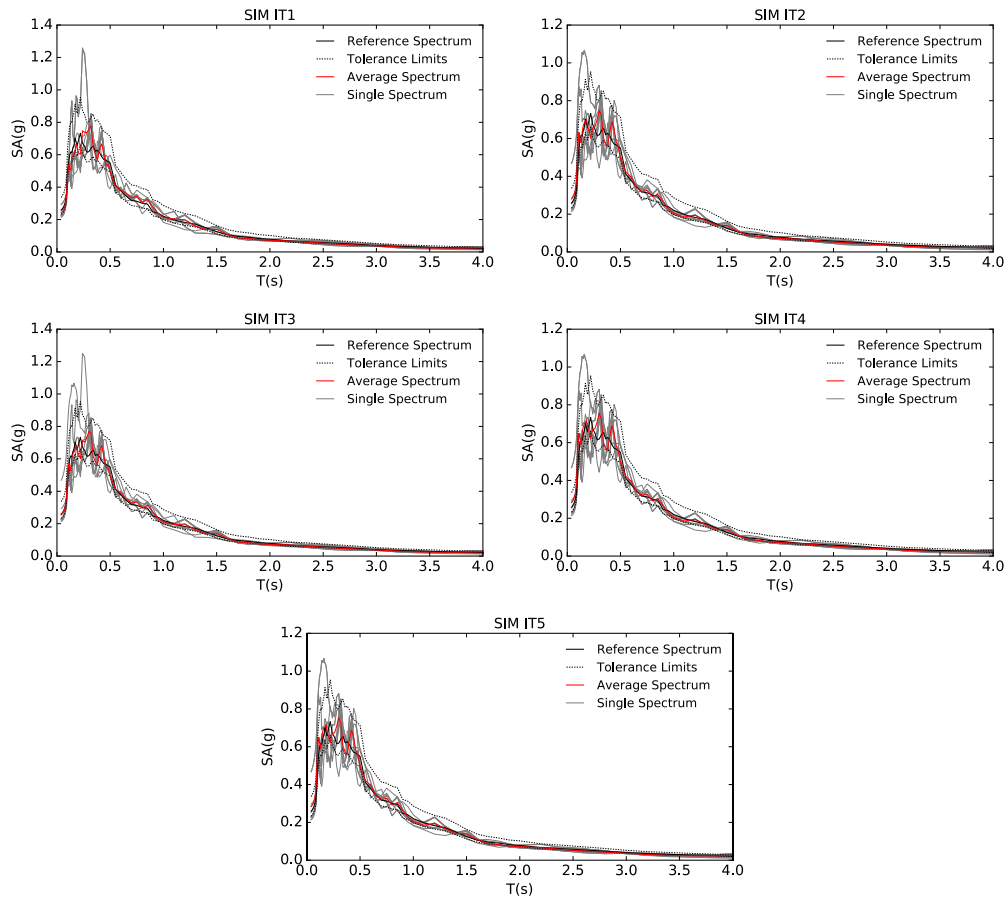 SIM IT1
1.4
1.2
1.0
0.8
0.6
0.4
0.2
0.0
SA(g)
Reference Spectrum
Tolerance Limits
Average Spectrum
Single Spectrum
0.0 0.5 1.0 1.5 2.0 2.5 3.0 3.5 4.0
T(s)
SIM IT2
1.2
1.0
0.8
0.6
0.4
0.2
0.0
SA(g)
Reference Spectrum
Tolerance Limits
Average Spectrum
Single Spectrum
0.0 0.5 1.0 1.5 2.0 2.5 3.0 3.5 4.0
T(s)
SIM IT3
1.4
1.2
1.0
0.8
0.6
0.4
0.2
0.0
SA(g)
Reference Spectrum
Tolerance Limits
Average Spectrum
Single Spectrum
0.0 0.5 1.0 1.5 2.0 2.5 3.0 3.5 4.0
T(s)
SIM IT4
1.2
1.0
0.8
0.6
0.4
0.2
0.0
SA(g)
Reference Spectrum
Tolerance Limits
Average Spectrum
Single Spectrum
0.0 0.5 1.0 1.5 2.0 2.5 3.0 3.5 4.0
T(s)
SIM IT5
1.2
1.0
0.8
0.6
0.4
0.2
0.0
SA(g)
Reference Spectrum
Tolerance Limits
Average Spectrum
Single Spectrum
0.0 0.5 1.0 1.5 2.0 2.5 3.0 3.5 4.0
T(s)